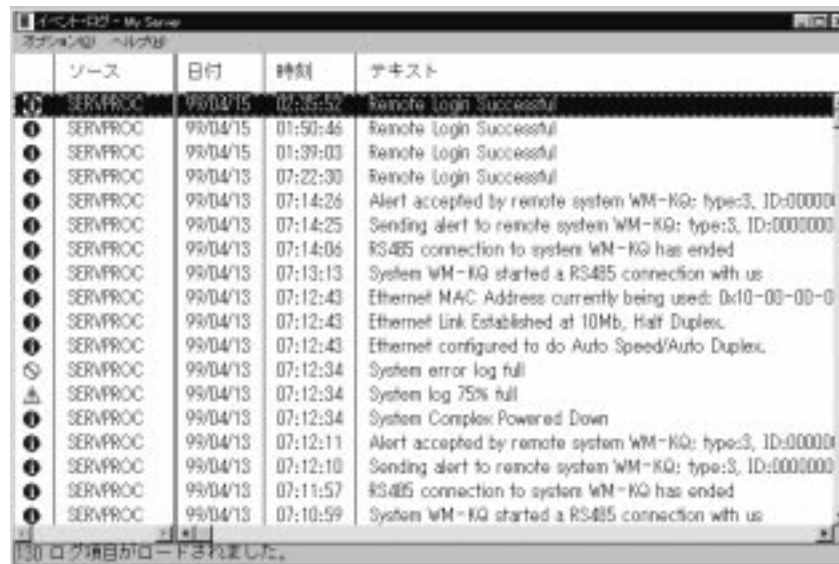 イベント・ログ - My Server
オプション(O) ヘルプ(H)
ソース 日付 時刻 テキスト
SERVPROC 99/04/15 02:35:52 Remote Login Successful
SERVPROC 99/04/15 01:50:46 Remote Login Successful
SERVPROC 99/04/15 01:39:03 Remote Login Successful
SERVPROC 99/04/13 07:22:30 Remote Login Successful
SERVPROC 99/04/13 07:14:26 Alert accepted by remote system WM-KQ: type:3, ID:00000
SERVPROC 99/04/13 07:14:25 Sending alert to remote system WM-KQ: type:3, ID:0000000
SERVPROC 99/04/13 07:14:06 RS485 connection to system WM-KQ has ended
SERVPROC 99/04/13 07:13:13 System WM-KQ started a RS485 connection with us
SERVPROC 99/04/13 07:12:43 Ethernet MAC Address currently being used: 0x10-00-00-0
SERVPROC 99/04/13 07:12:43 Ethernet Link Established at 10Mb, Half Duplex.
SERVPROC 99/04/13 07:12:43 Ethernet configured to do Auto Speed/Auto Duplex.
SERVPROC 99/04/13 07:12:34 System error log full
SERVPROC 99/04/13 07:12:34 System log 75% full
SERVPROC 99/04/13 07:12:34 System Complex Powered Down
SERVPROC 99/04/13 07:12:11 Alert accepted by remote system WM-KQ: type:3, ID:00000
SERVPROC 99/04/13 07:12:10 Sending alert to remote system WM-KQ: type:3, ID:0000000
SERVPROC 99/04/13 07:11:57 RS485 connection to system WM-KQ has ended
SERVPROC 99/04/13 07:10:59 System WM-KQ started a RS485 connection with us
130 ログ項目がロードされました。